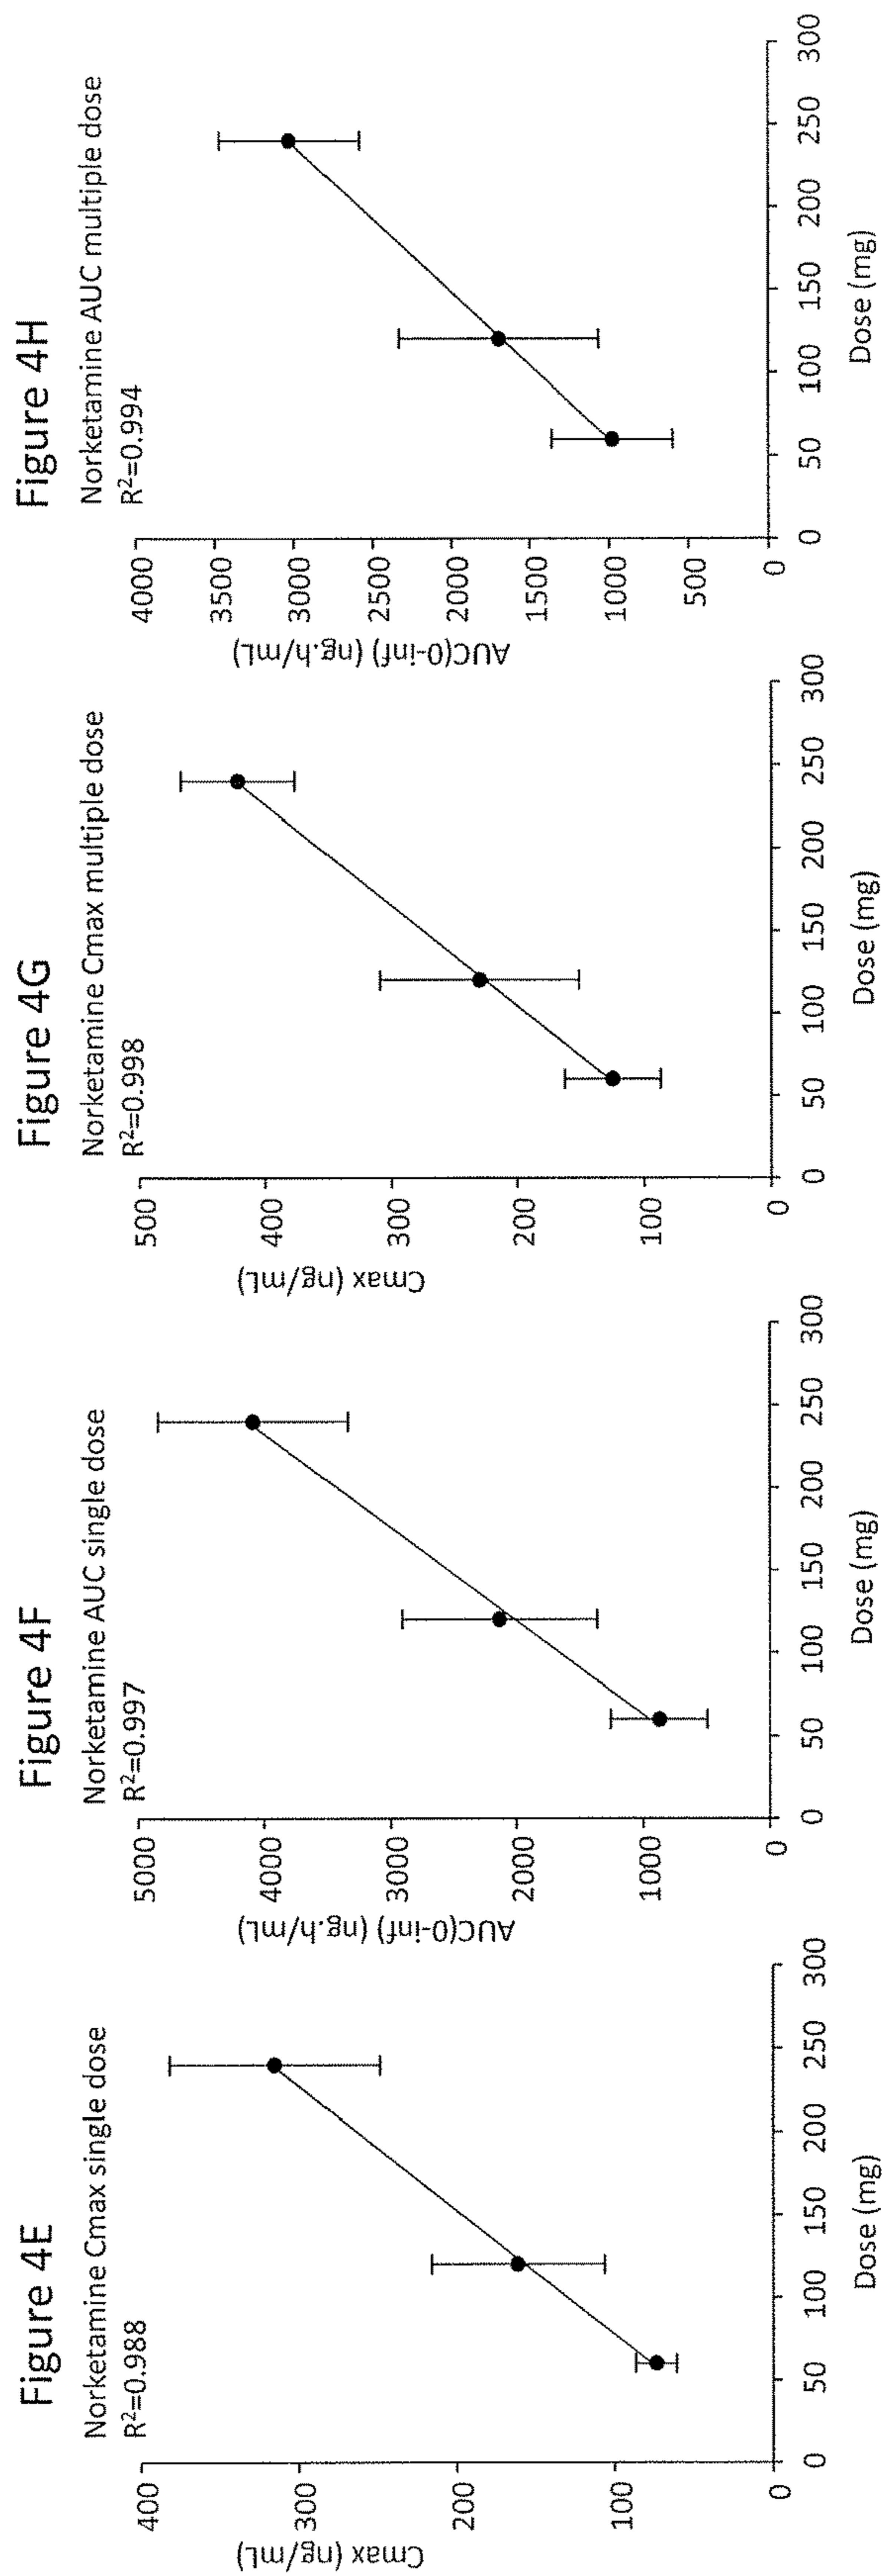 Figure 4E
Norketamine Cmax single dose
R²=0.988
Cmax (ng/mL)
400
300
200
100
0
0 50 100 150 200 250 300
Dose (mg)
Figure 4F
Norketamine AUC single dose
R²=0.997
AUC(0-inf) (ng.h/mL)
5000
4000
3000
2000
1000
0
0 50 100 150 200 250 300
Dose (mg)
Figure 4G
Norketamine Cmax multiple dose
R²=0.998
Cmax (ng/mL)
500
400
300
200
100
0
0 50 100 150 200 250 300
Dose (mg)
Figure 4H
Norketamine AUC multiple dose
R²=0.994
AUC(0-inf) (ng.h/mL)
4000
3500
3000
2500
2000
1500
1000
500
0
0 50 100 150 200 250 300
Dose (mg)